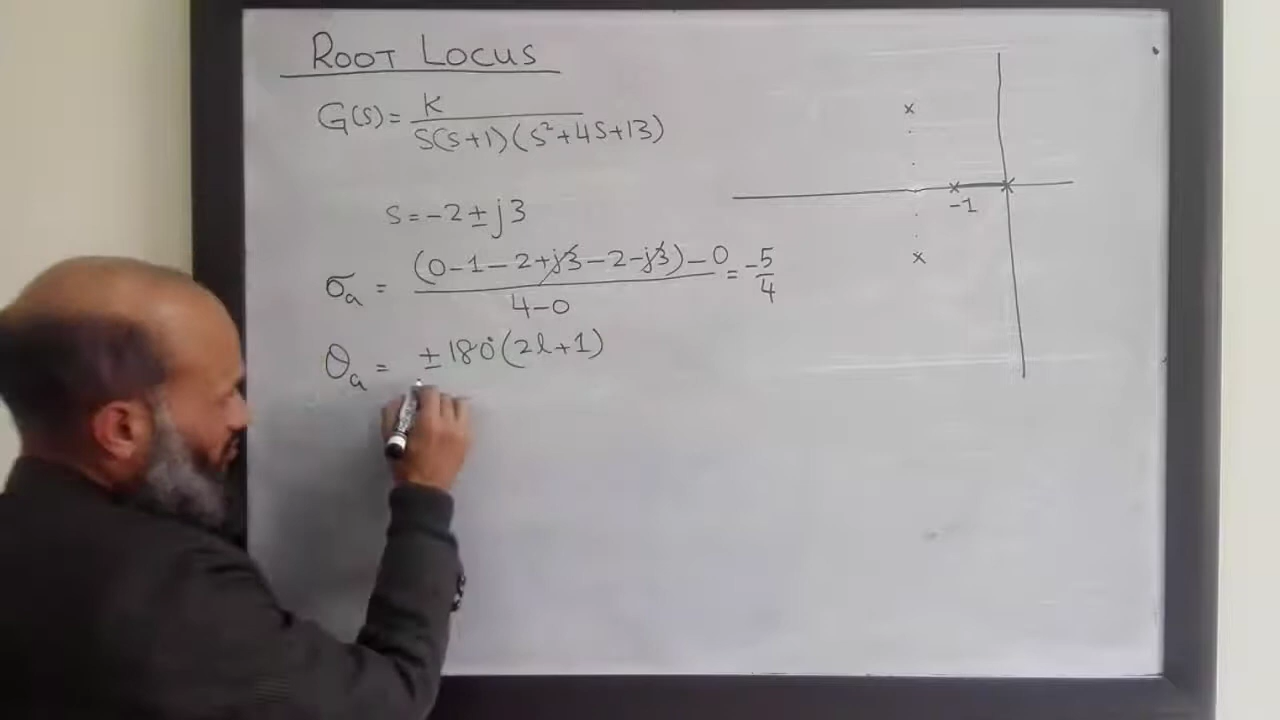 ROOT LOCUS
G(s) = K / S(S+1)(S²+4S+13)
S = -2 ± j3
σa = (0-1-2+j3-2-j3)-0 / 4-0 = -5/4
θa = ±180°(2l+1)
-1